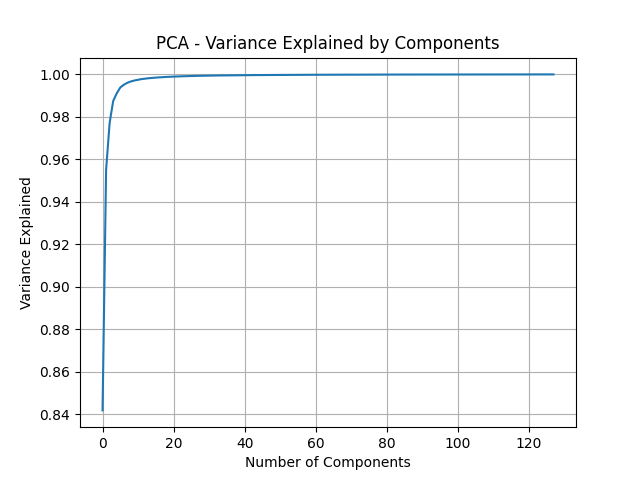 PCA - Variance Explained by Components
1.00
0.98
0.96
0.94
0.92
0.90
0.88
0.86
0.84
Variance Explained
0 20 40 60 80 100 120
Number of Components